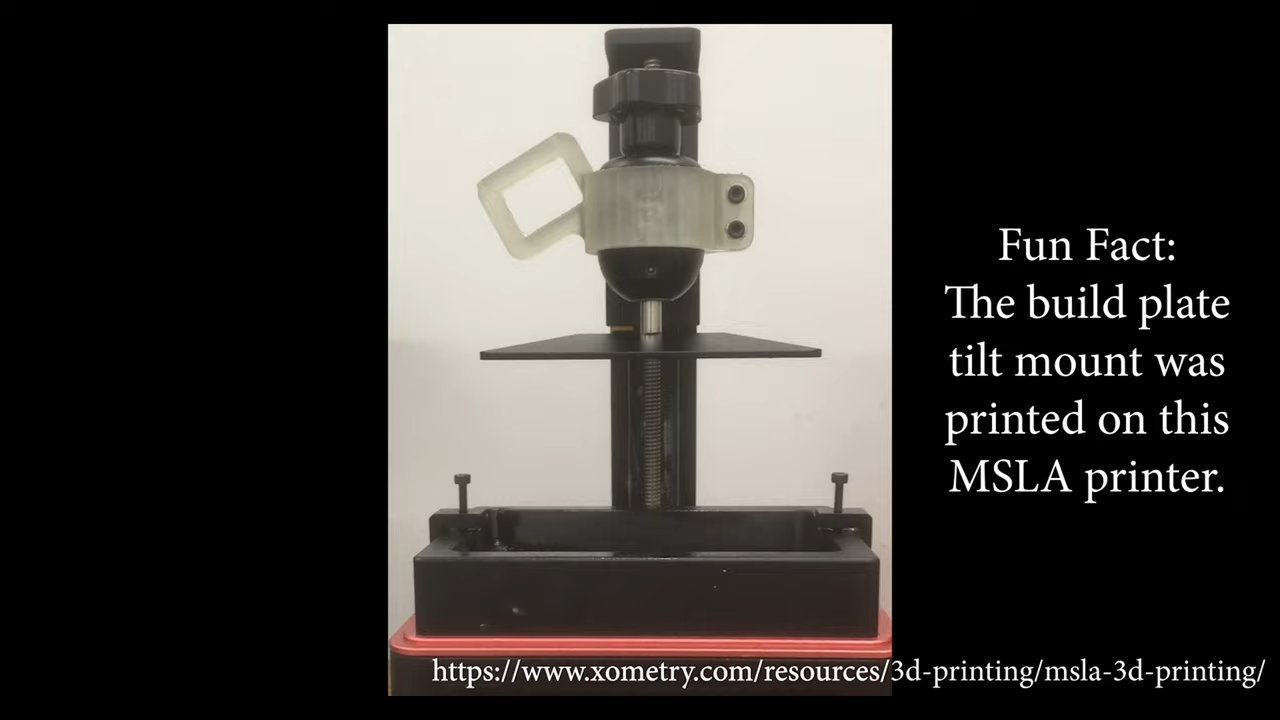 Fun Fact:
The build plate
tilt mount was
printed on this
MSLA printer.
https://www.xometry.com/resources/3d-printing/msla-3d-printing/